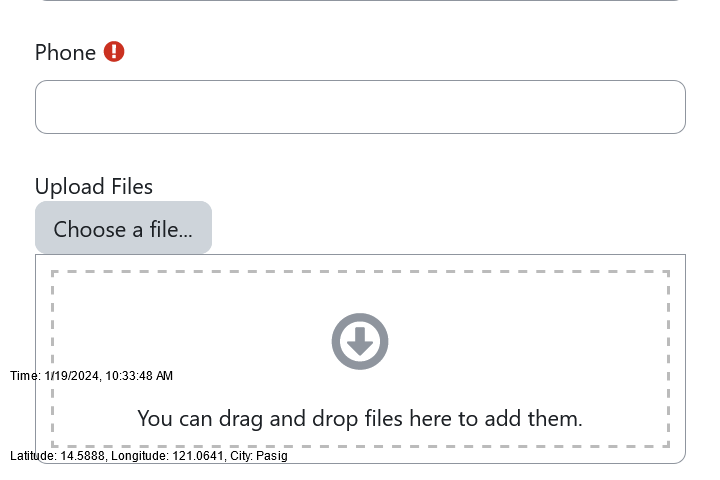 Phone
Upload Files
Choose a file...
Time: 1/19/2024, 10:33:48 AM
You can drag and drop files here to add them.
Latitude: 14.5888, Longitude: 121.0641, City: Pasig